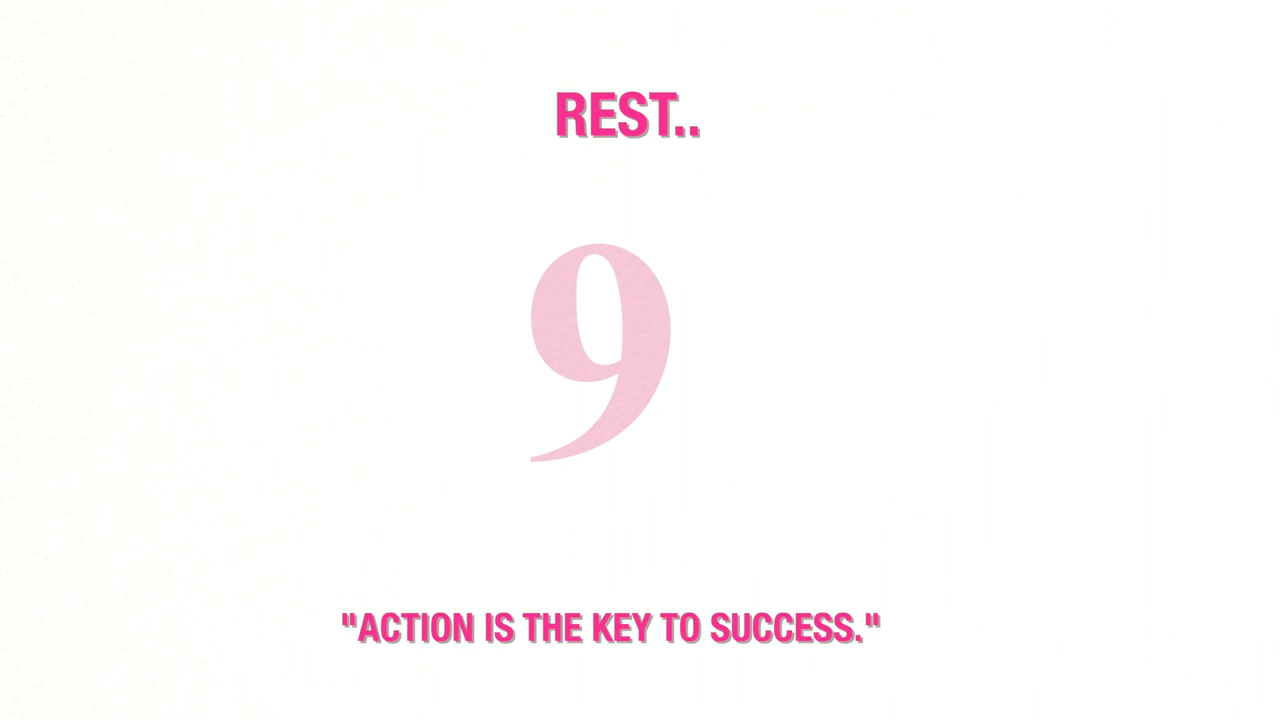 REST..
9
"ACTION IS THE KEY TO SUCCESS."